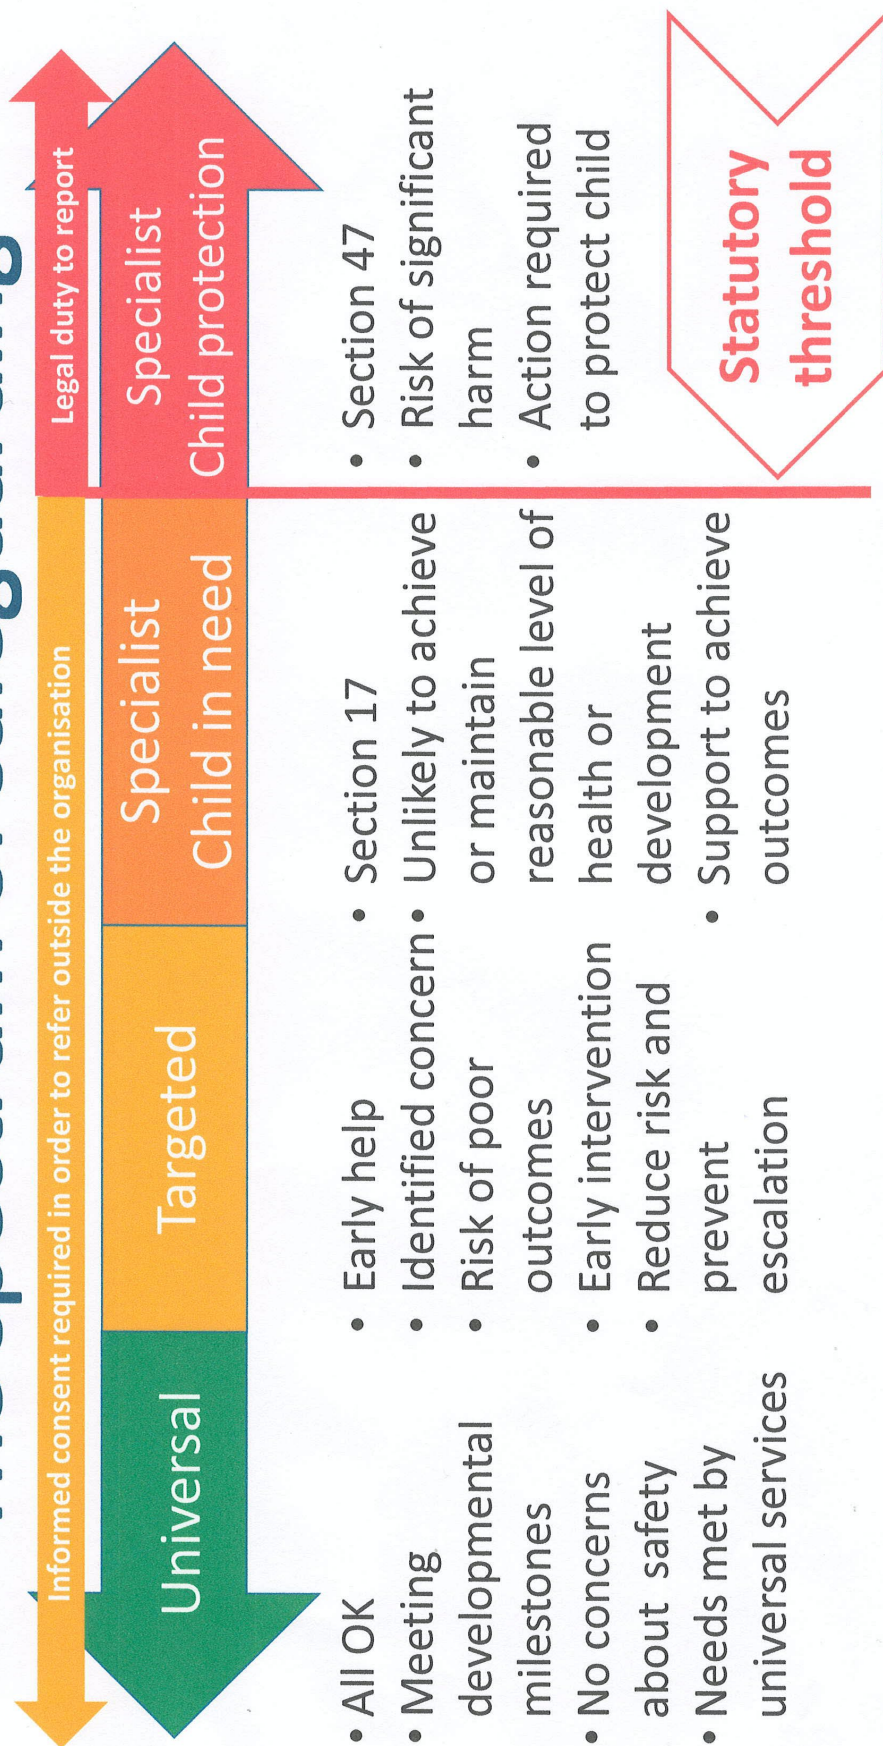 The spectrum of safeguarding
Informed consent required in order to refer outside the organisation
Legal duty to report
Universal
Targeted
Specialist
Child in need
Specialist
Child protection
• All OK
• Meeting
developmental
milestones
• No concerns
about safety
• Needs met by
universal services
• Early help
• Identified concern
• Risk of poor
outcomes
• Early intervention
• Reduce risk and
prevent
escalation
• Section 17
• Unlikely to achieve
or maintain
reasonable level of
health or
development
• Support to achieve
outcomes
• Section 47
• Risk of significant
harm
• Action required
to protect child
Statutory
threshold